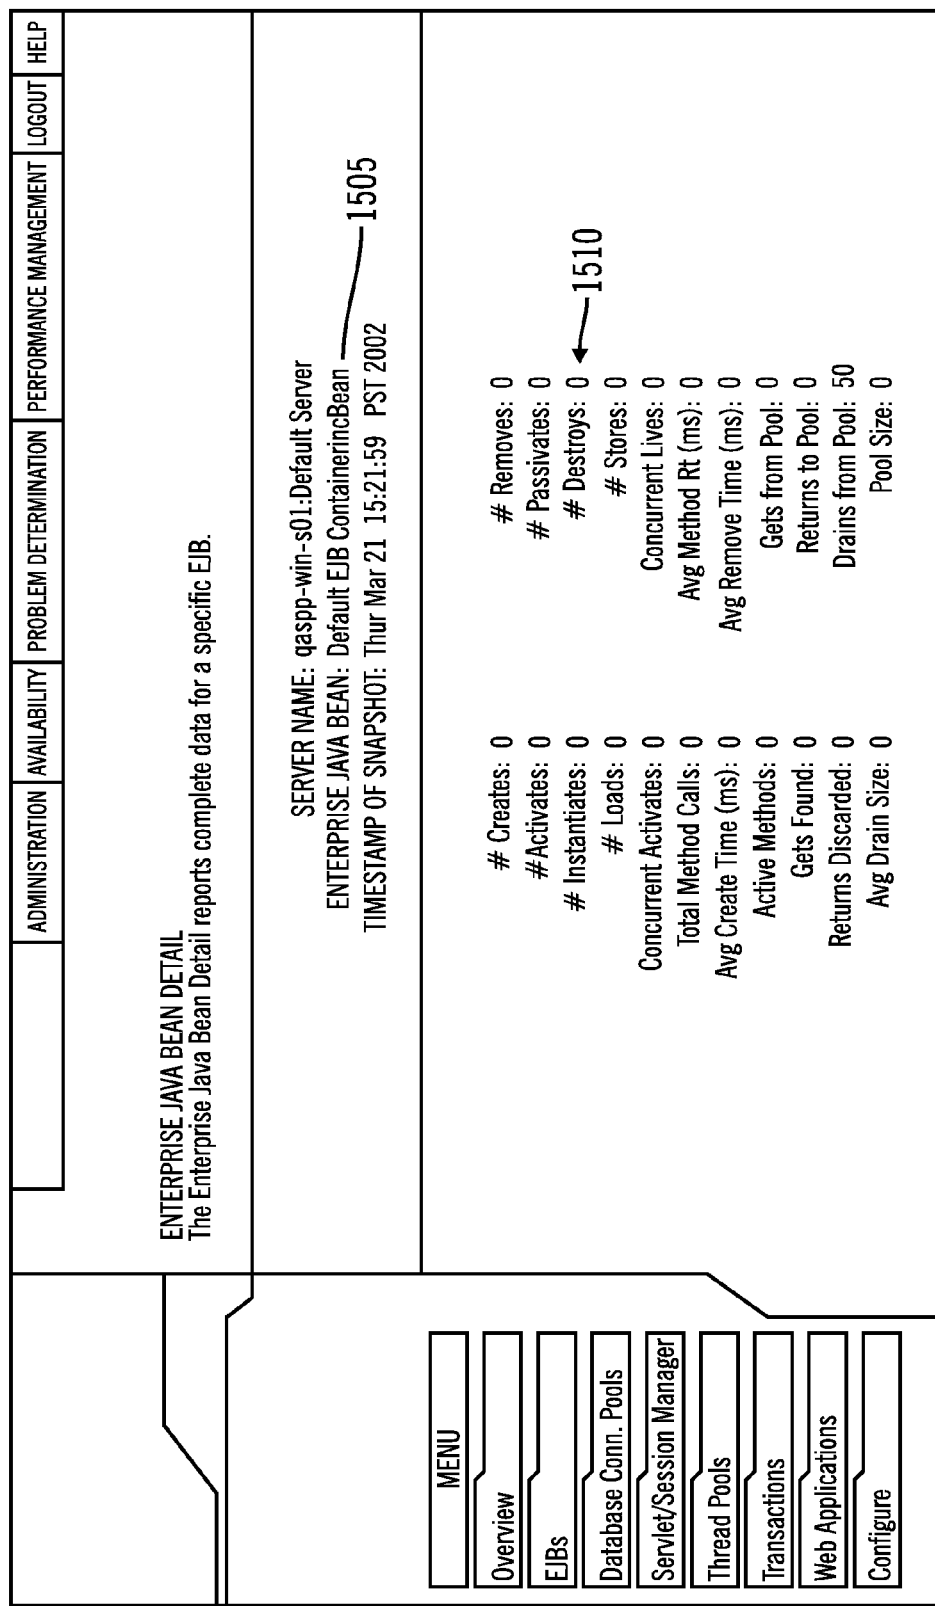 ADMINISTRATION AVAILABILITY PROBLEM DETERMINATION PERFORMANCE MANAGEMENT LOGOUT HELP
ENTERPRISE JAVA BEAN DETAIL
The Enterprise Java Bean Detail reports complete data for a specific EJB.
SERVER NAME: qaspp-win-s01:Default Server
ENTERPRISE JAVA BEAN: Default EJB ContainerincBean
1505
TIMESTAMP OF SNAPSHOT: Thur Mar 21 15:21:59 PST 2002
MENU
Overview
EJBs
Database Conn. Pools
Servlet/Session Manager
Thread Pools
Transactions
Web Applications
Configure
# Creates: 0
#Activates: 0
# Instantiates: 0
# Loads: 0
Concurrent Activates: 0
Total Method Calls: 0
Avg Create Time (ms): 0
Active Methods: 0
Gets Found: 0
Returns Discarded: 0
Avg Drain Size: 0
# Removes: 0
# Passivates: 0
# Destroys: 0
1510
# Stores: 0
Concurrent Lives: 0
Avg Method Rt (ms): 0
Avg Remove Time (ms): 0
Gets from Pool: 0
Returns to Pool: 0
Drains from Pool: 50
Pool Size: 0